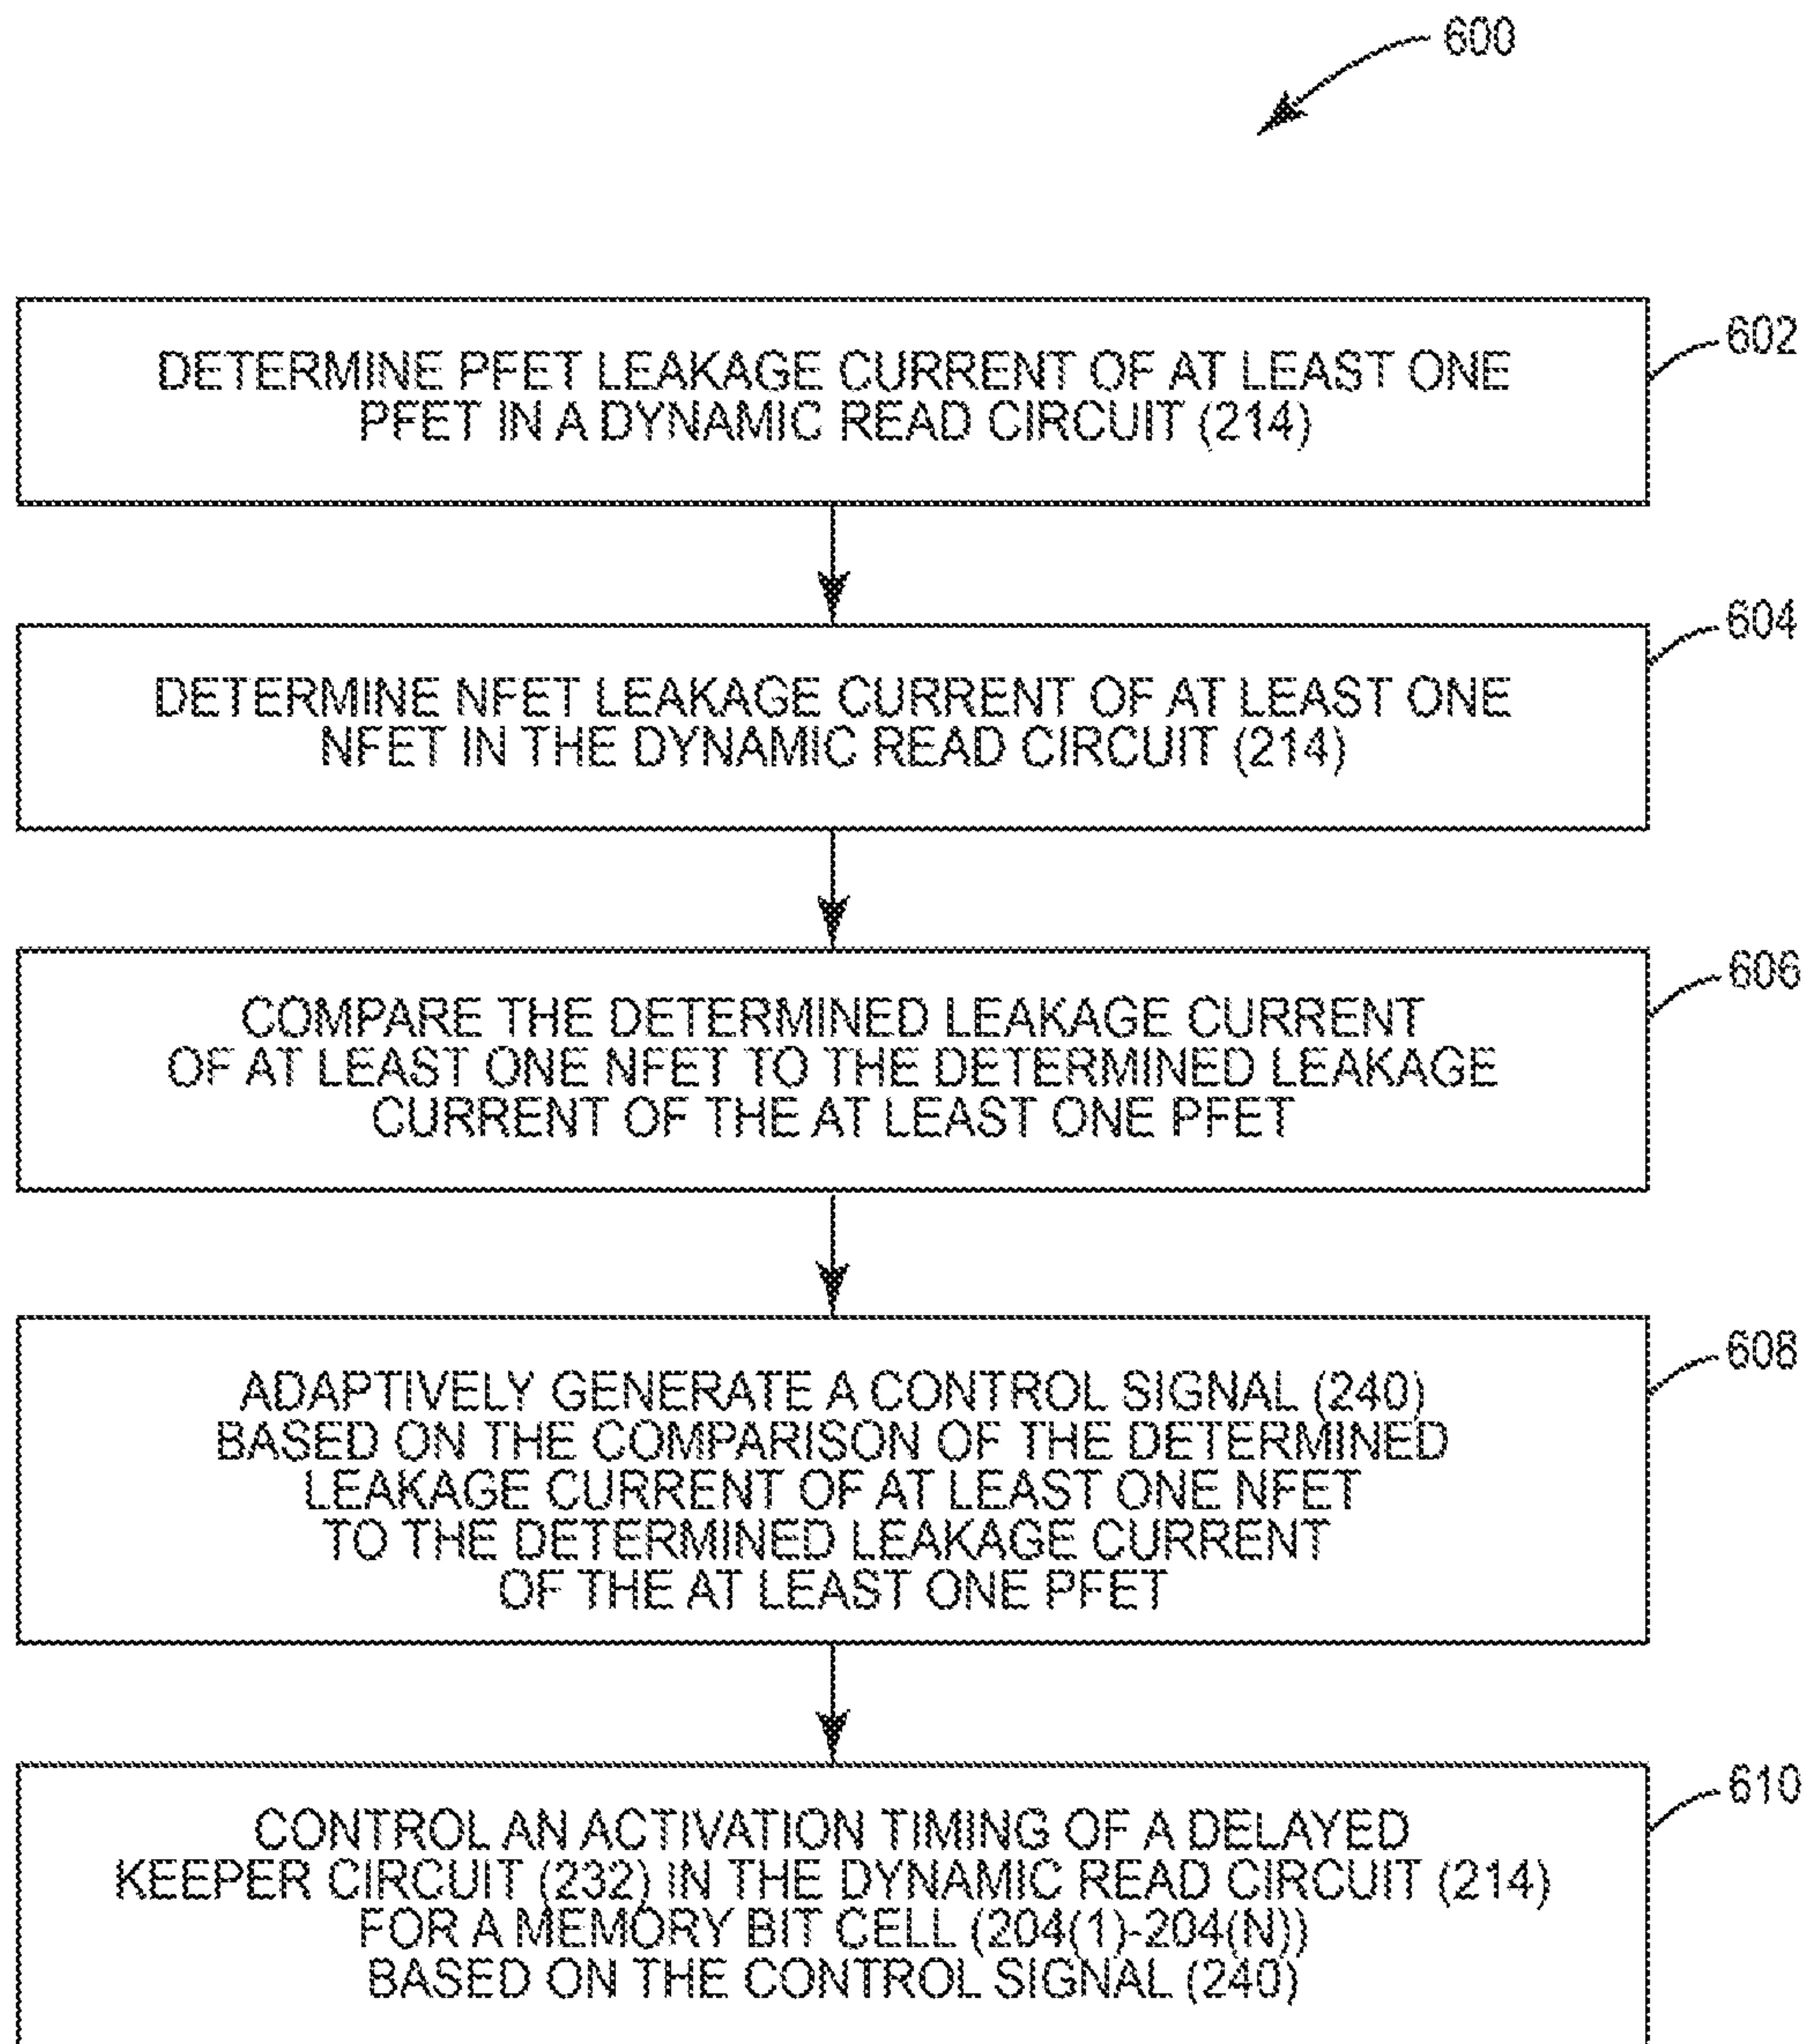 600
602
DETERMINE PFET LEAKAGE CURRENT OF AT LEAST ONE
PFET IN A DYNAMIC READ CIRCUIT (214)
604
DETERMINE NFET LEAKAGE CURRENT OF AT LEAST ONE
NFET IN THE DYNAMIC READ CIRCUIT (214)
606
COMPARE THE DETERMINED LEAKAGE CURRENT
OF AT LEAST ONE NFET TO THE DETERMINED LEAKAGE
CURRENT OF THE AT LEAST ONE PFET
608
ADAPTIVELY GENERATE A CONTROL SIGNAL (240)
BASED ON THE COMPARISON OF THE DETERMINED
LEAKAGE CURRENT OF AT LEAST ONE NFET
TO THE DETERMINED LEAKAGE CURRENT
OF THE AT LEAST ONE PFET
610
CONTROL AN ACTIVATION TIMING OF A DELAYED
KEEPER CIRCUIT (232) IN THE DYNAMIC READ CIRCUIT (214)
FOR A MEMORY BIT CELL (204(1)-204(N))
BASED ON THE CONTROL SIGNAL (240)